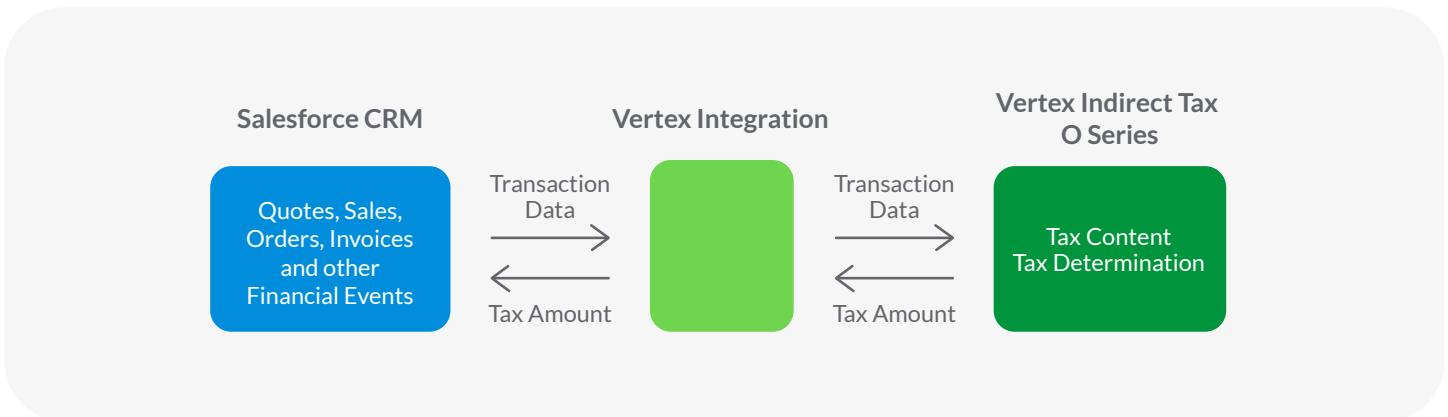 Salesforce CRM
Vertex Integration
Vertex Indirect Tax
O Series
Quotes, Sales,
Orders, Invoices
and other
Financial Events
Transaction
Data
Tax Amount
Transaction
Data
Tax Amount
Tax Content
Tax Determination